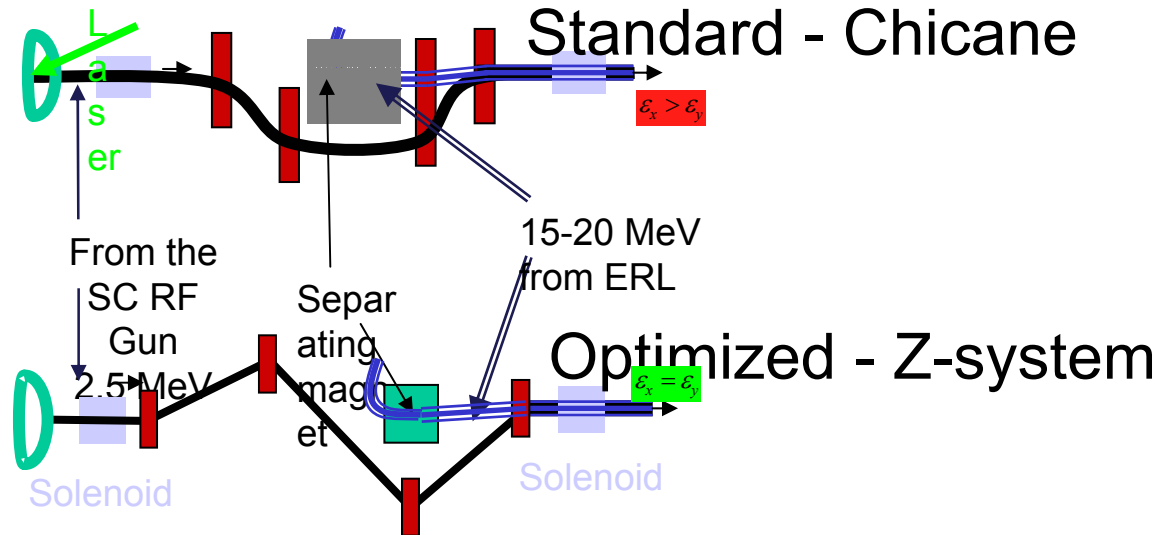 L
a
s
er
Standard - Chicane
εx > εy
From the
SC RF
Gun
2.5 MeV
Separ
ating
magn
et
15-20 MeV
from ERL
Optimized - Z-system
εx = εy
Solenoid
Solenoid